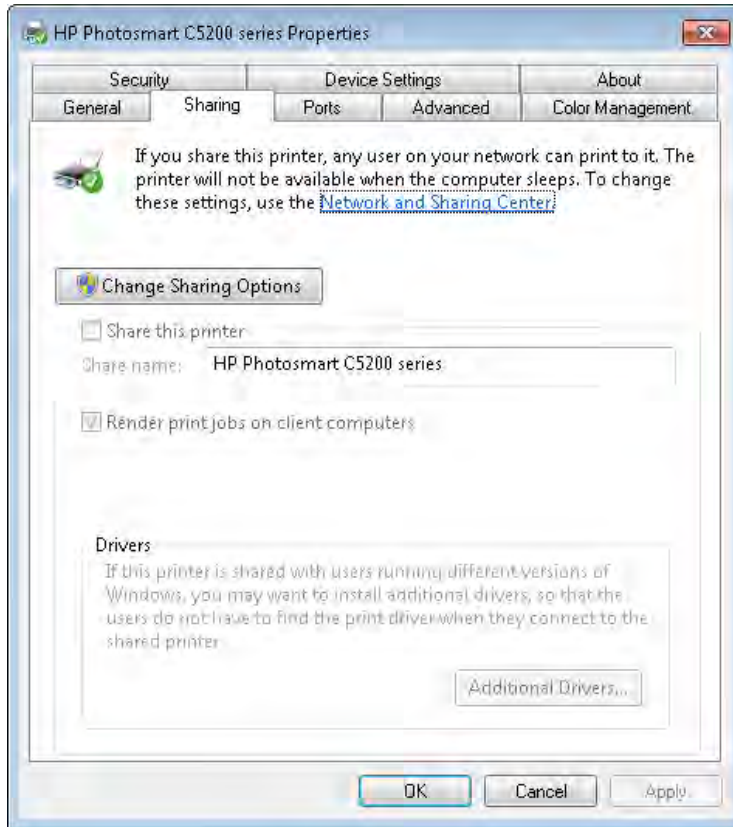 HP Photosmart C5200 series Properties
Security Device Settings About
General Sharing Ports Advanced Color Management
If you share this printer, any user on your network can print to it. The
printer will not be available when the computer sleeps. To change
these settings, use the Network and Sharing Center.
Change Sharing Options
Share this printer
Share name: HP Photosmart C5200 series
Render print jobs on client computers
Drivers
If this printer is shared with users running different versions of
Windows, you may want to install additional drivers, so that the
users do not have to find the print driver when they connect to the
shared printer.
Additional Drivers...
OK Cancel Apply